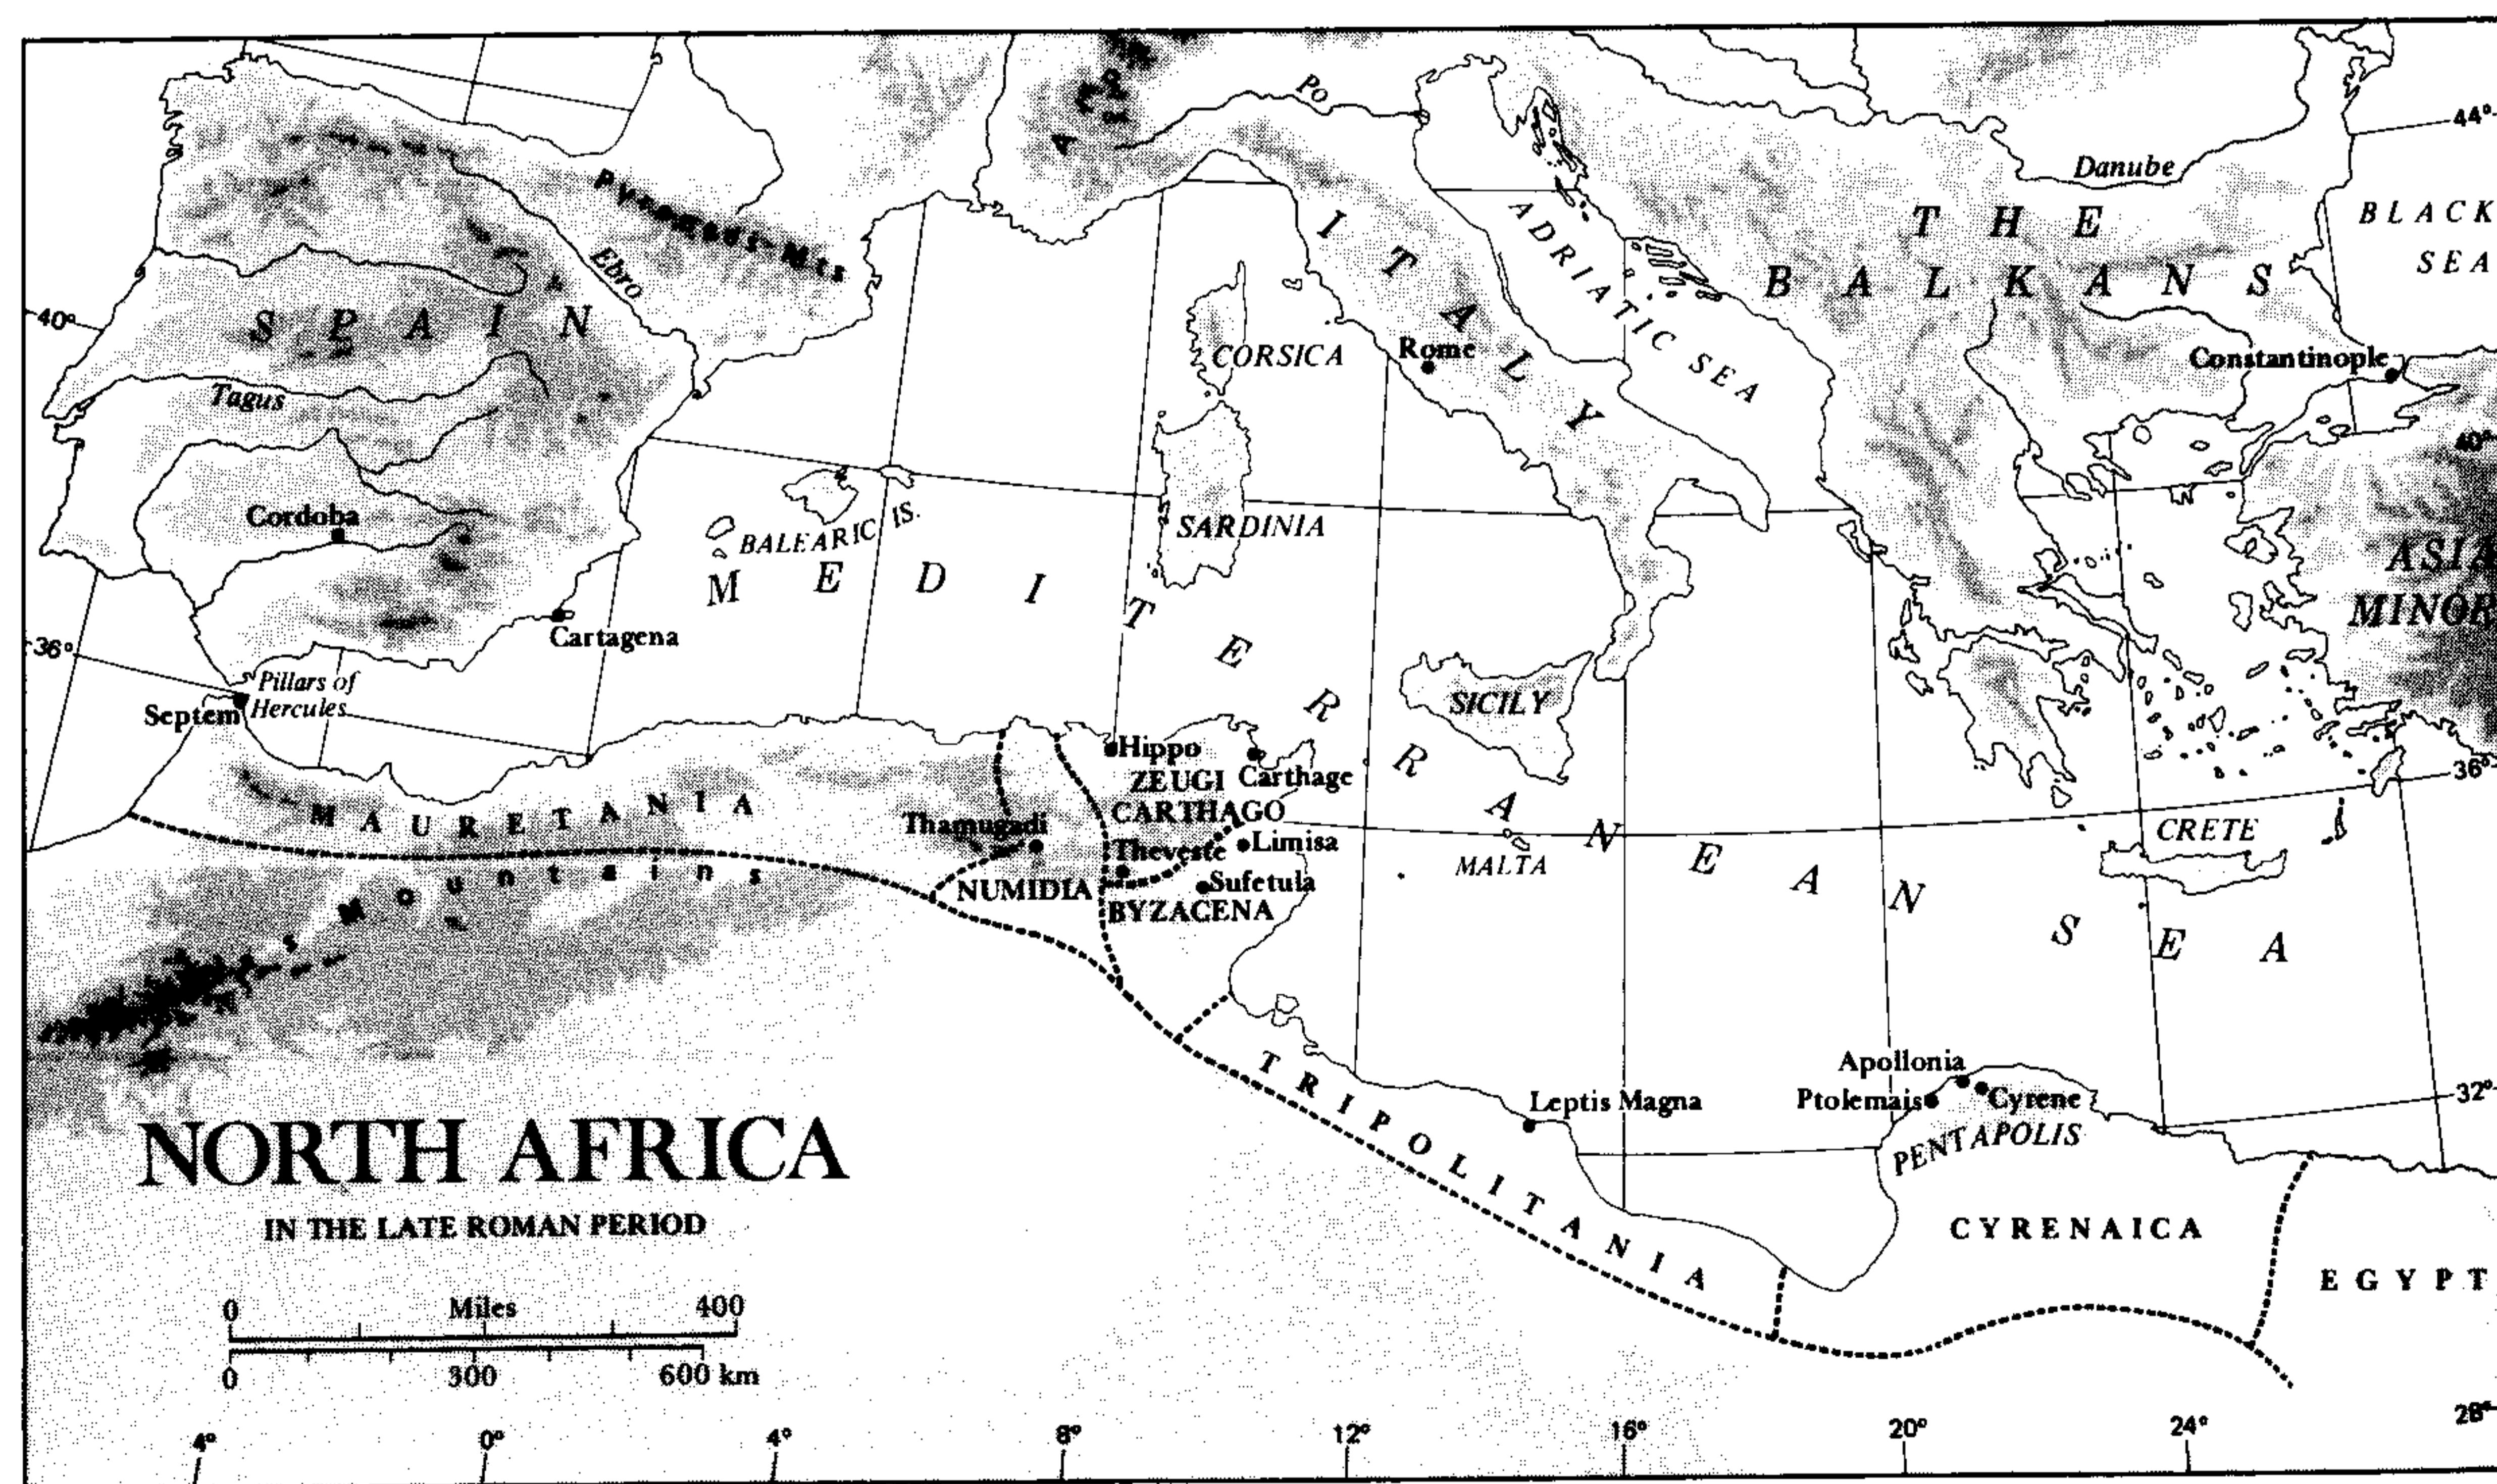 Po
44°
Danube
Pyrenees-Mts
THE
BLACK
SEA
BALKANS
ITALY
ADRIATIC SEA
Ebro
40°
SPAIN
CORSICA
Rome
Constantinople
Tagus
40°
Cordoba
BALEARIC IS.
SARDINIA
ASIA
MINOR
MEDITERRANEAN SEA
Cartagena
36°
Pillars of
Hercules
Septem
SICILY
Hippo
ZEUGI
Carthage
CARTHAGO
36°
MAURETANIA
Thamugadi
Theveste
Limisa
CRETE
MALTA
s Mountains
NUMIDIA
Sufetula
BYZACENA
TRIPOLITANIA
Apollonia
32°
Leptis Magna
Ptolemais
Cyrene
PENTAPOLIS
NORTH AFRICA
IN THE LATE ROMAN PERIOD
CYRENAICA
EGYPT
0 Miles 400
0 300 600 km
28°
4° 0° 4° 8° 12° 16° 20° 24°